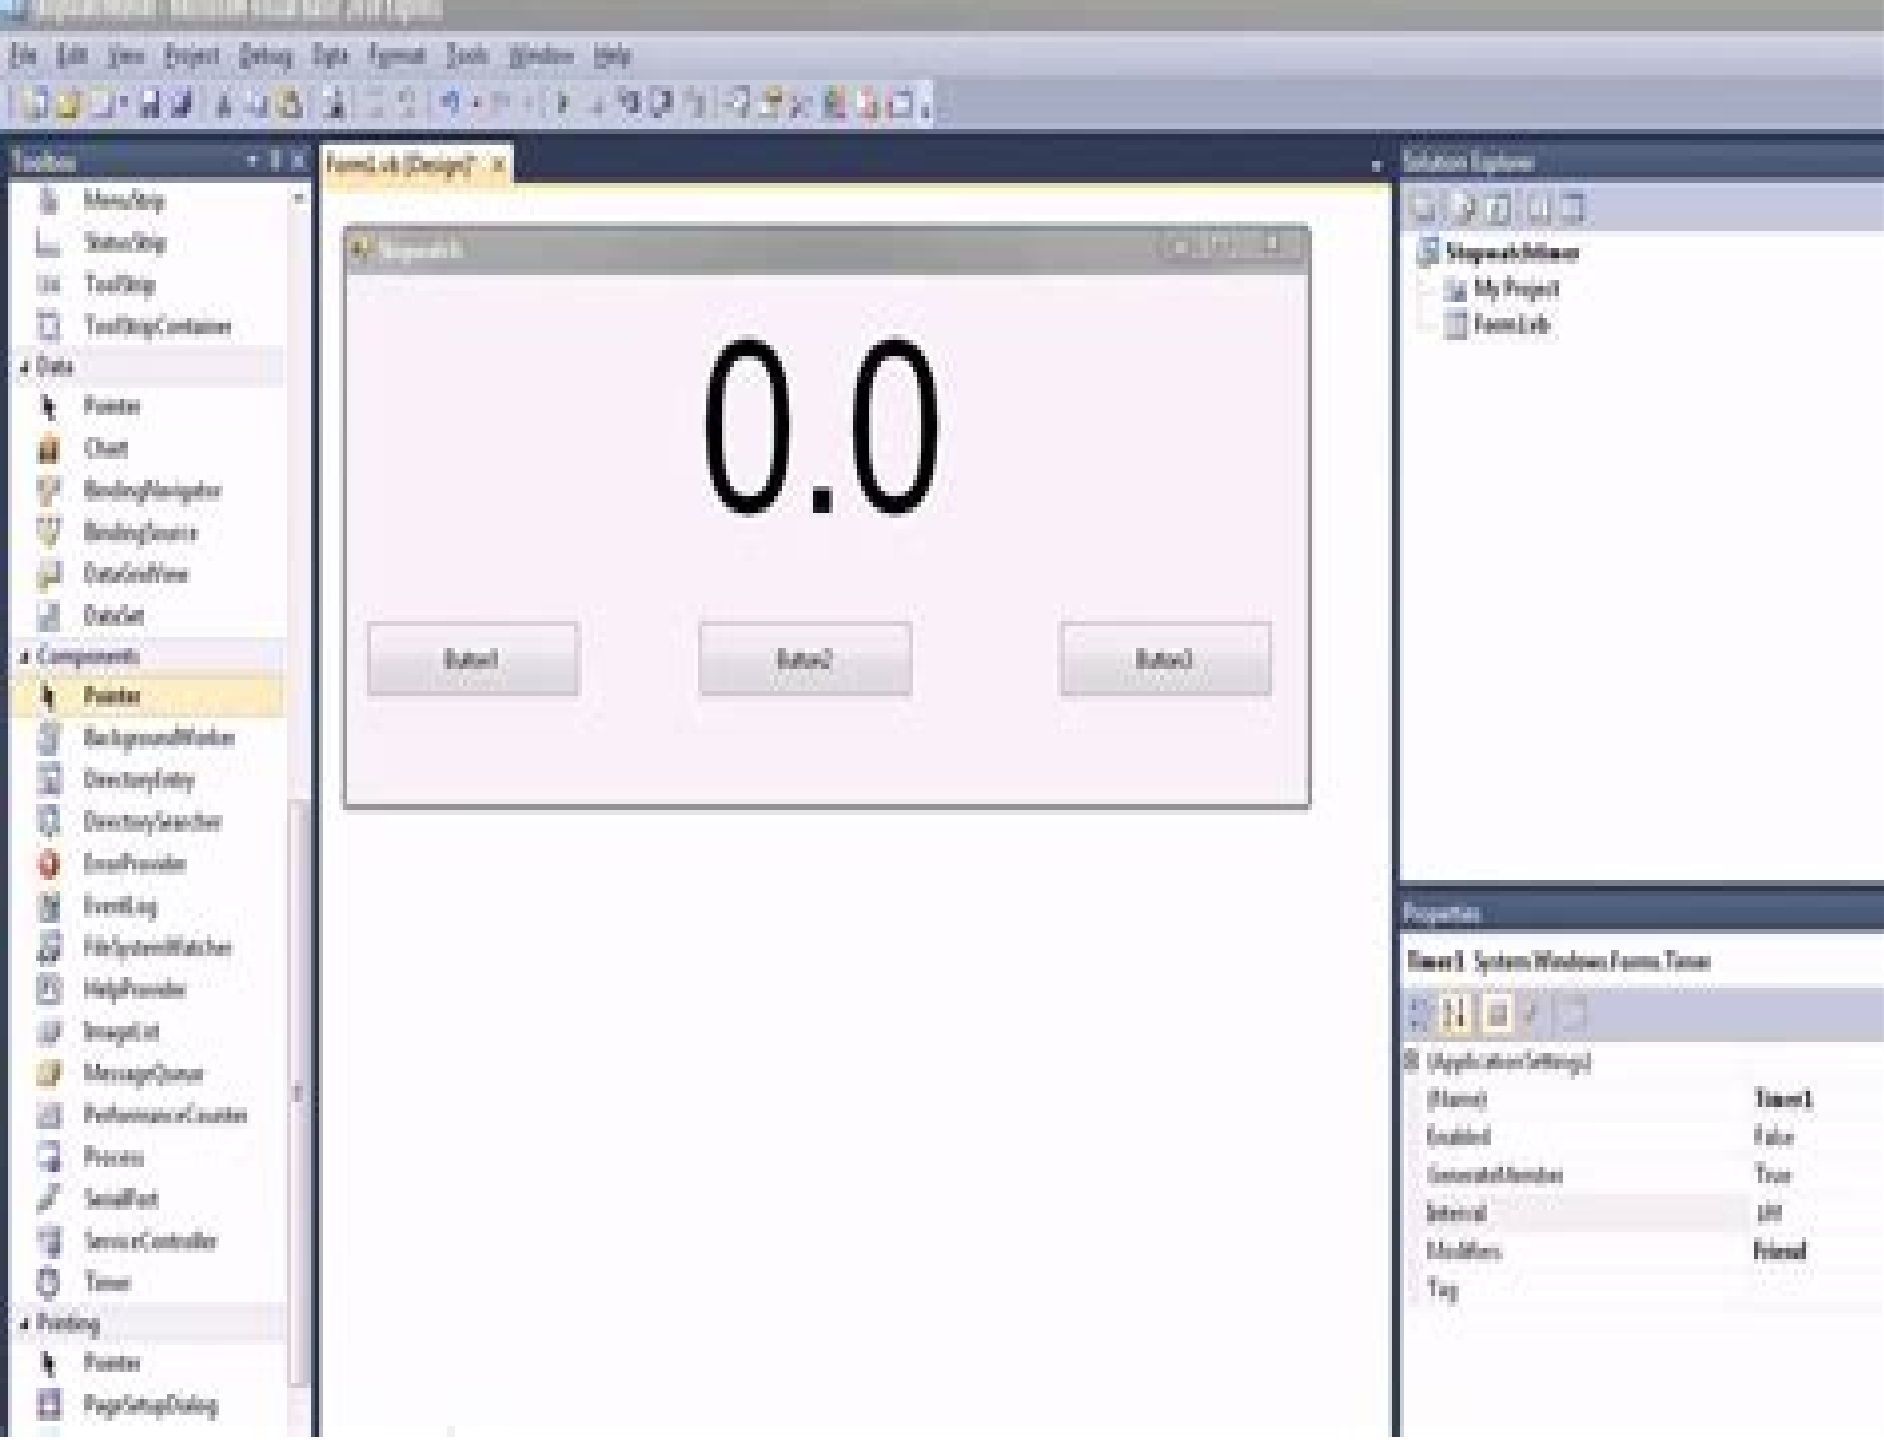 File Edit View Project Debug Data Format Tools Window Help
Toolbox
MenuStrip
StatusStrip
ToolStrip
ToolStripContainer
Data
Pointer
Chart
BindingNavigator
BindingSource
DataGridView
DataSet
Components
Pointer
BackgroundWorker
DirectoryEntry
DirectorySearcher
ErrorProvider
EventLog
FileSystemWatcher
HelpProvider
ImageList
MessageQueue
PerformanceCounter
Process
SerialPort
ServiceController
Timer
Printing
Pointer
PageSetupDialog
Form1.vb [Design]*
Stopwatch
0.0
Button1
Button2
Button3
Solution Explorer
Stopwatchtimer
My Project
Form1.vb
Properties
Timer1 System.Windows.Forms.Timer
(ApplicationSettings)
(Name) Timer1
Enabled False
GenerateMember True
Interval
Modifiers Friend
Tag